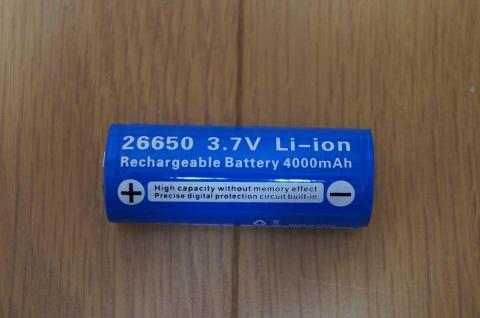 26650 3.7V Li-ion
Rechargeable Battery 4000mAh
+ High capacity without memory effect −
Precise digital protection circuit built-in